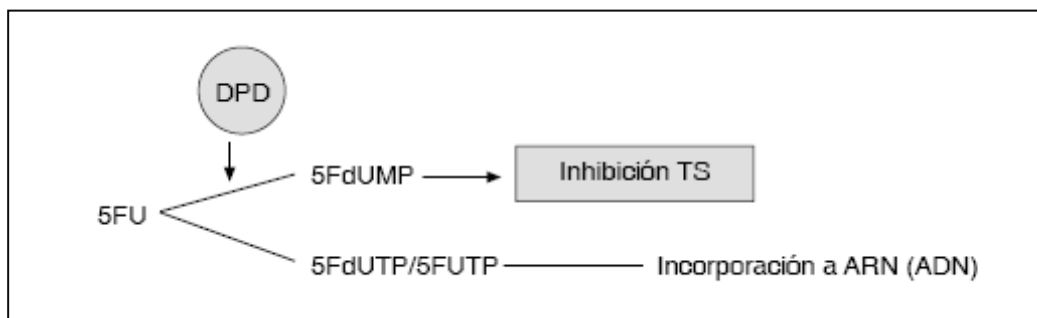 DPD
5FdUMP
Inhibición TS
5FU
5FdUTP/5FUTP
Incorporación a ARN (ADN)